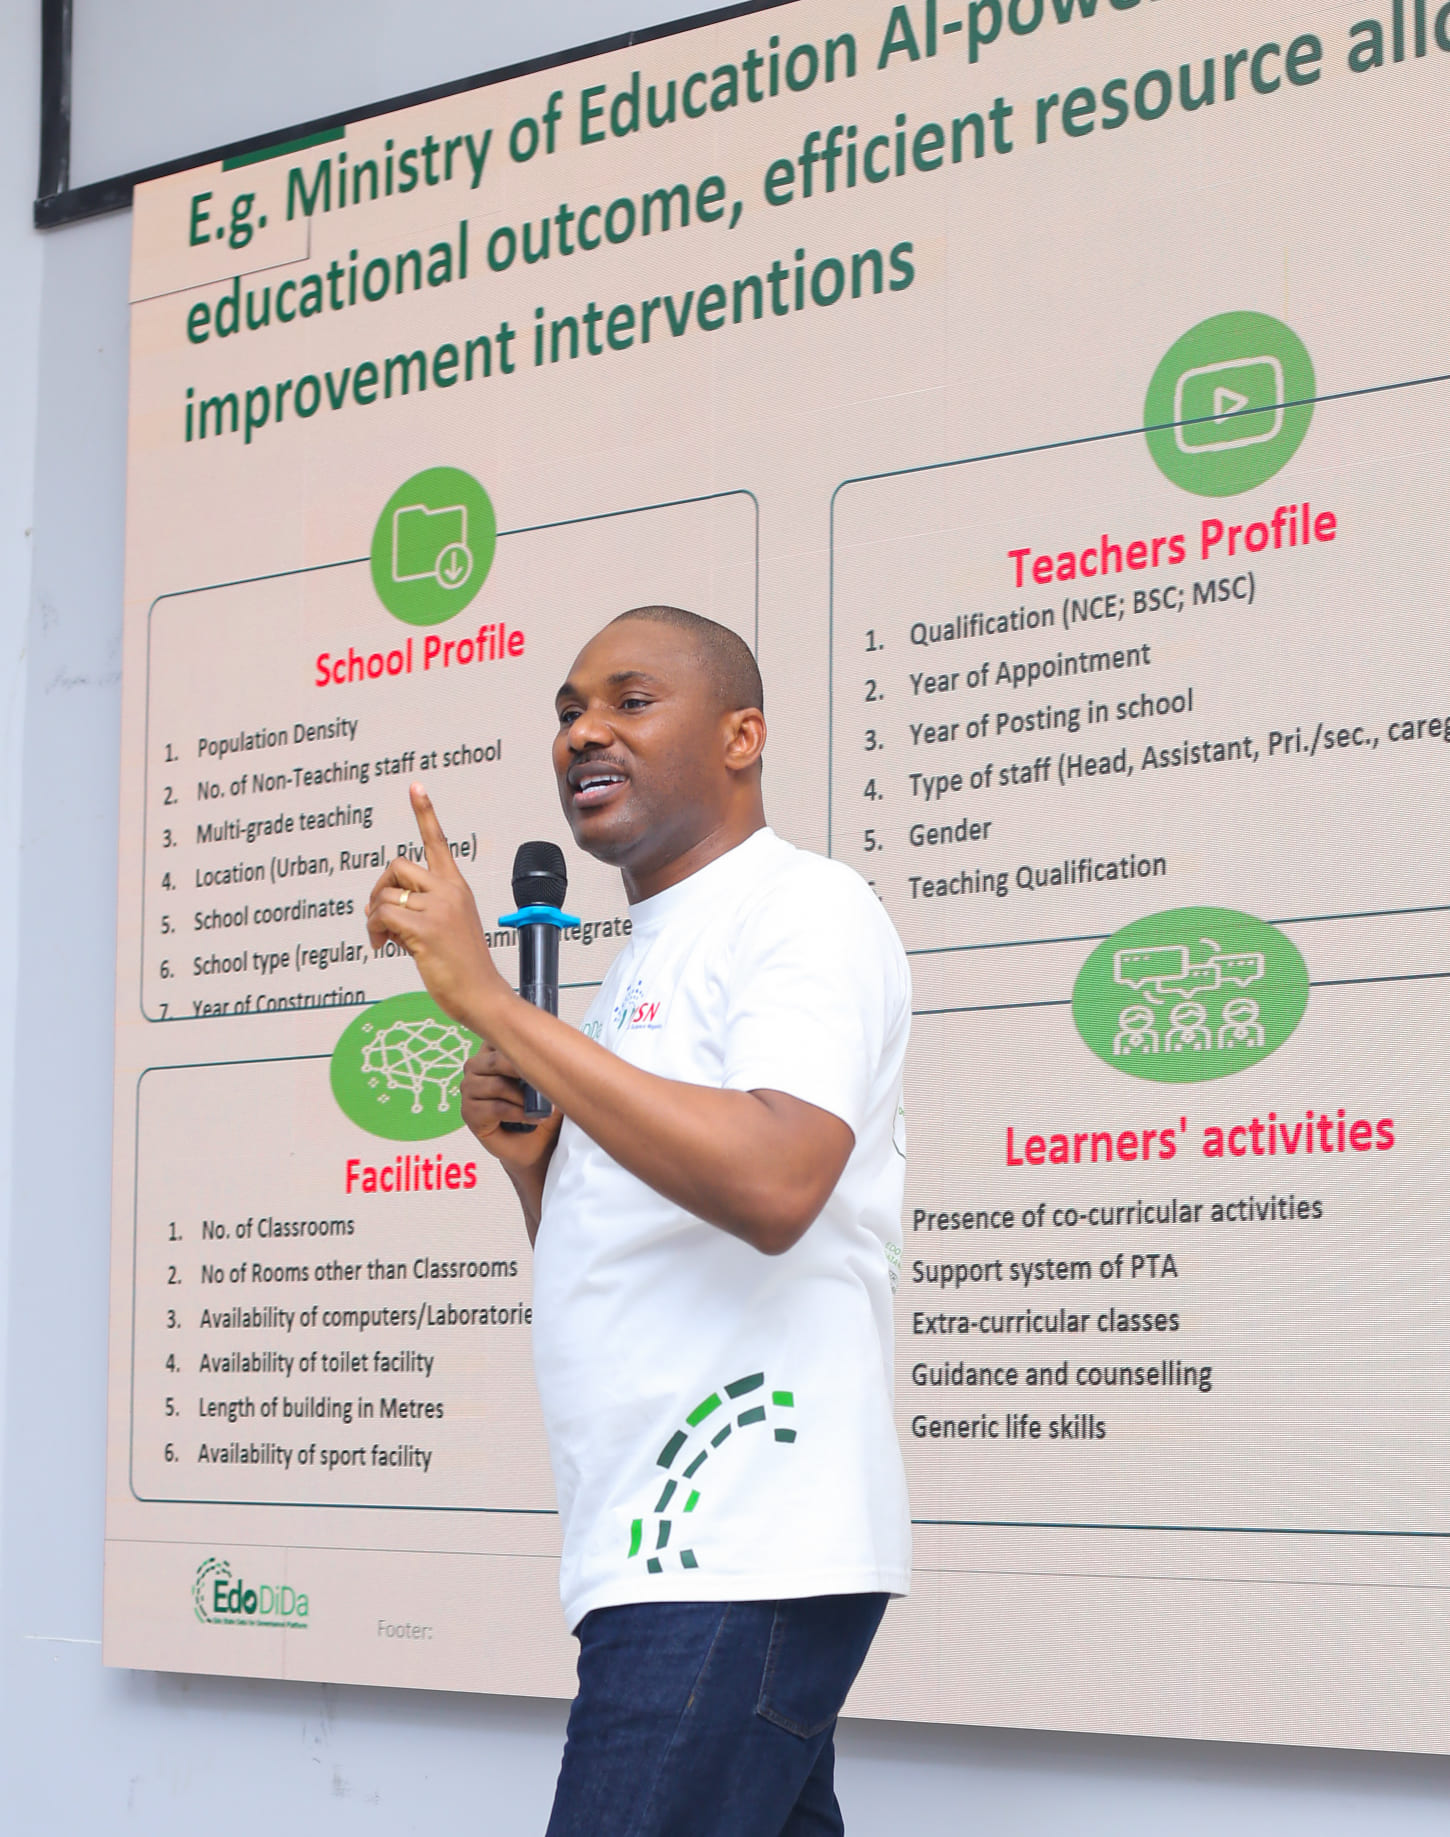 E.g. Ministry of Education
educational outcome, efficient resource
improvement interventions
School Profile
1. Population Density
2. No. of Non-Teaching staff at school
3. Multi-grade teaching
4. Location (Urban, Rural,
5. School coordinates
6. School type (regular,
7. Year of Construction
Teachers Profile
1. Qualification (NCE; BSC; MSC)
2. Year of Appointment
3. Year of Posting in school
4. Type of staff (Head, Assistant, Pri./sec.,
5. Gender
Teaching Qualification
Facilities
1. No. of Classrooms
2. No of Rooms other than Classrooms
3. Availability of
4. Availability of toilet facility
5. Length of building in Metres
6. Availability of sport facility
Learners' activities
Presence of co-curricular activities
Support system of PTA
Extra-curricular classes
Guidance and counselling
Generic life skills
EdoDiDa
Footer: